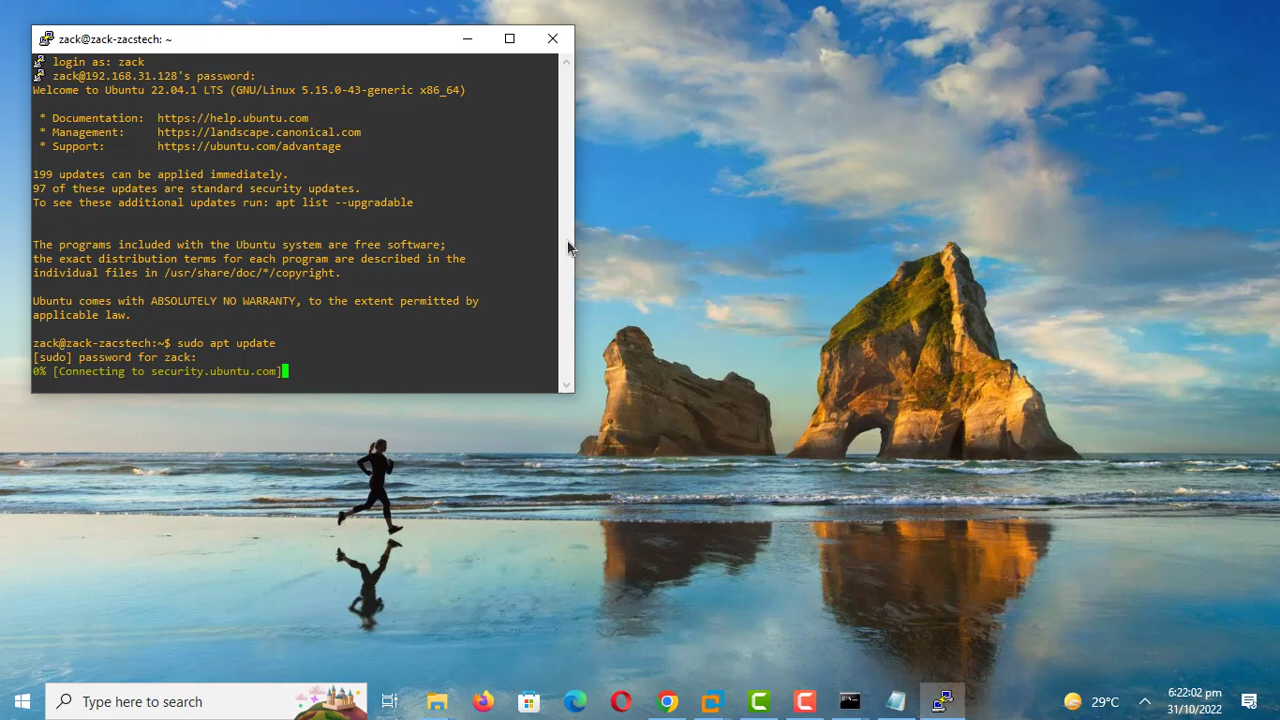 zack@zack-zacstech: ~
login as: zack
zack@192.168.31.128's password:
Welcome to Ubuntu 22.04.1 LTS (GNU/Linux 5.15.0-43-generic x86_64)
* Documentation:  https://help.ubuntu.com
* Management:     https://landscape.canonical.com
* Support:        https://ubuntu.com/advantage
199 updates can be applied immediately.
97 of these updates are standard security updates.
To see these additional updates run: apt list --upgradable
The programs included with the Ubuntu system are free software;
the exact distribution terms for each program are described in the
individual files in /usr/share/doc/*/copyright.
Ubuntu comes with ABSOLUTELY NO WARRANTY, to the extent permitted by
applicable law.
zack@zack-zacstech:~$ sudo apt update
[sudo] password for zack:
0% [Connecting to security.ubuntu.com]
Type here to search
29°C
6:22:02 pm
31/10/2022